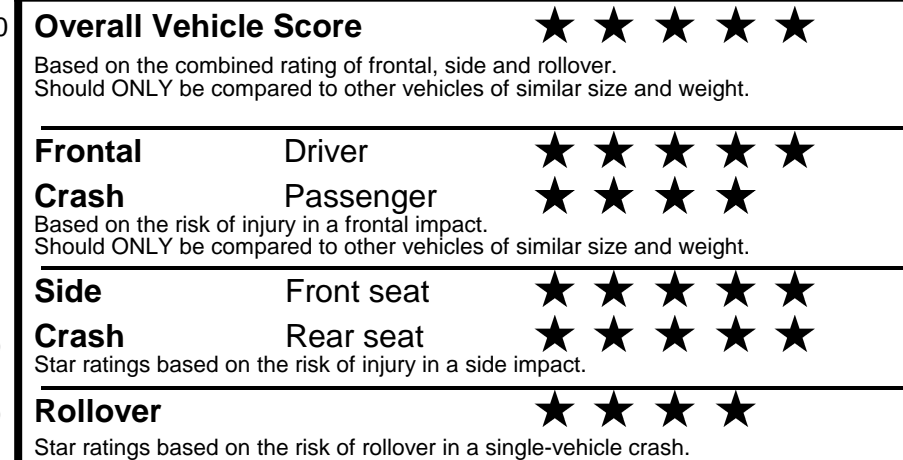 Overall Vehicle Score ★ ★ ★ ★ ★
Based on the combined rating of frontal, side and rollover.
Should ONLY be compared to other vehicles of similar size and weight.
Frontal Driver ★ ★ ★ ★ ★
Crash Passenger ★ ★ ★ ★
Based on the risk of injury in a frontal impact.
Should ONLY be compared to other vehicles of similar size and weight.
Side Front seat ★ ★ ★ ★ ★
Crash Rear seat ★ ★ ★ ★ ★
Star ratings based on the risk of injury in a side impact.
Rollover ★ ★ ★ ★
Star ratings based on the risk of rollover in a single-vehicle crash.